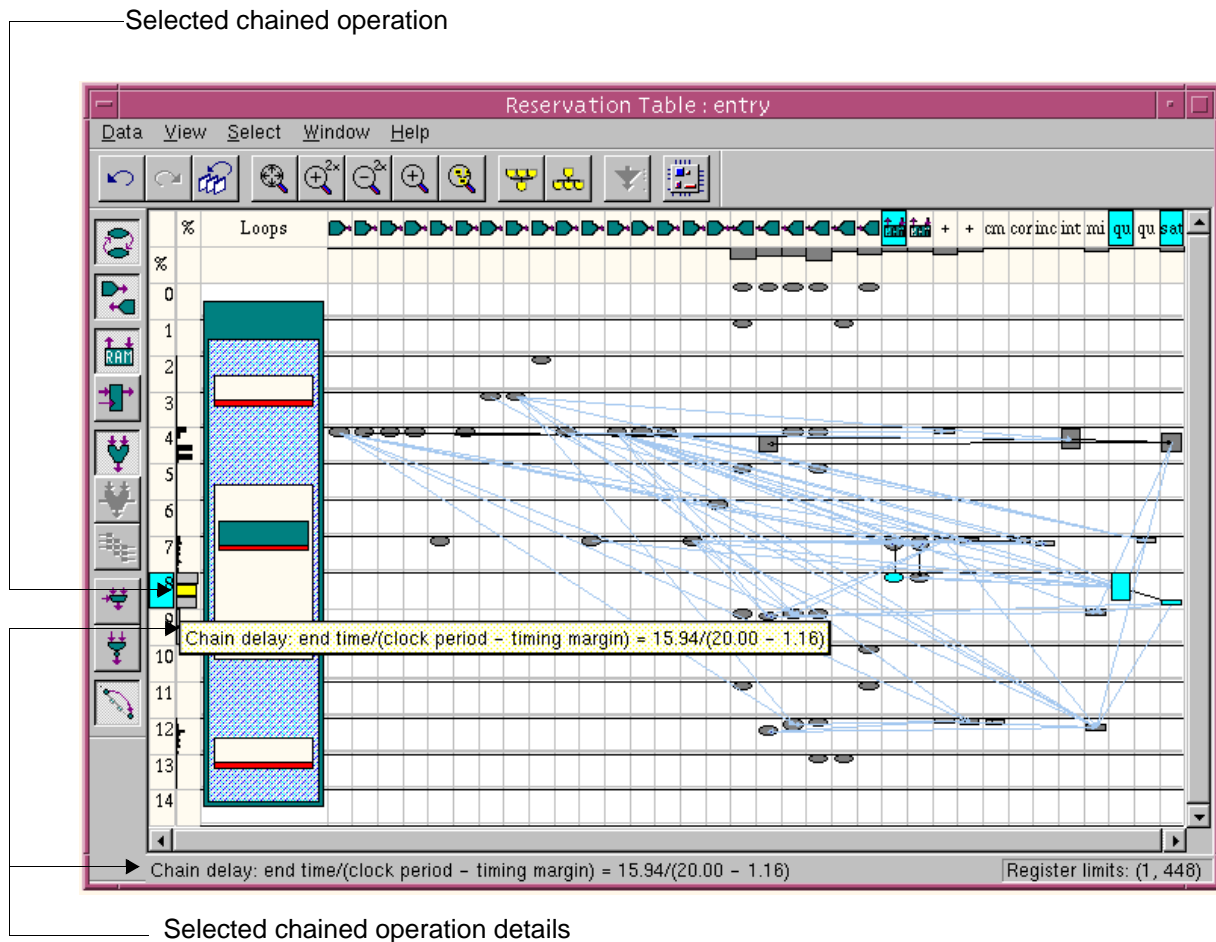 Selected chained operation
Reservation Table : entry
Data View Select Window Help
2x 2x
% Loops + + cm cor inc int mi qu qu sat
%
0
1
2
RAM
3
4
5
6
7
8
9
Chain delay: end time/(clock period – timing margin) = 15.94/(20.00 – 1.16)
10
11
12
13
14
Chain delay: end time/(clock period – timing margin) = 15.94/(20.00 – 1.16)
Register limits: (1, 448)
Selected chained operation details